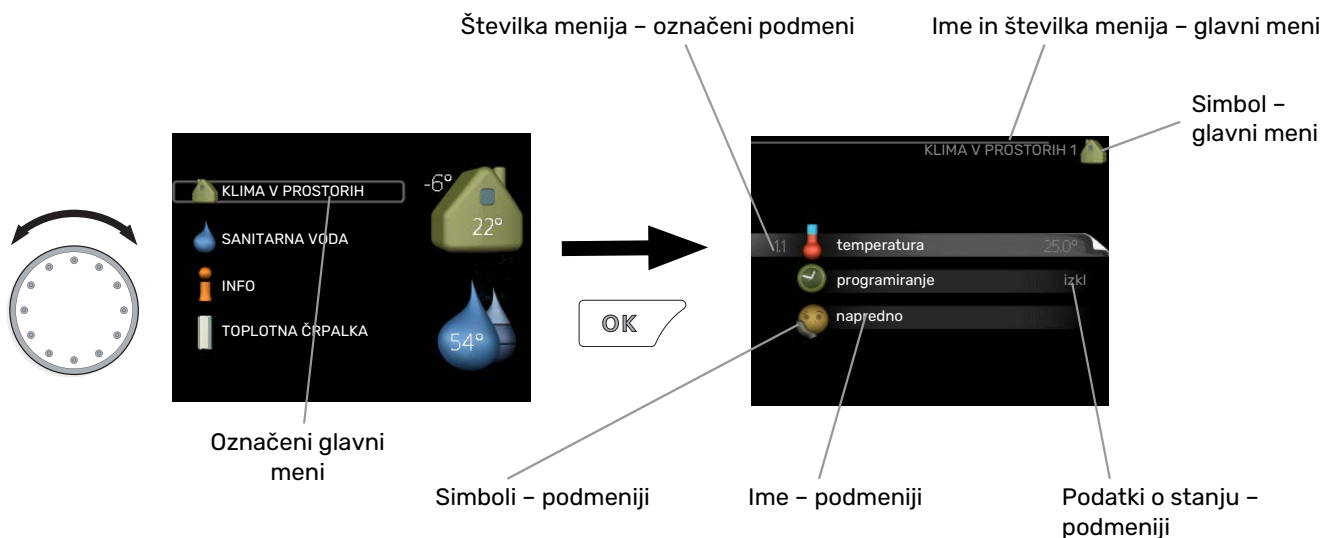 Številka menija – označeni podmeni
Ime in številka menija – glavni meni
Simbol –
glavni meni
KLIMA V PROSTORIH
-6°
22°
SANITARNA VODA
INFO
TOPLOTNA ČRPALKA
54°
OK
KLIMA V PROSTORIH 1
1.1
temperatura
25.0°
programiranje
izkl
napredno
Označeni glavni
meni
Simboli – podmeniji
Ime – podmeniji
Podatki o stanju –
podmeniji